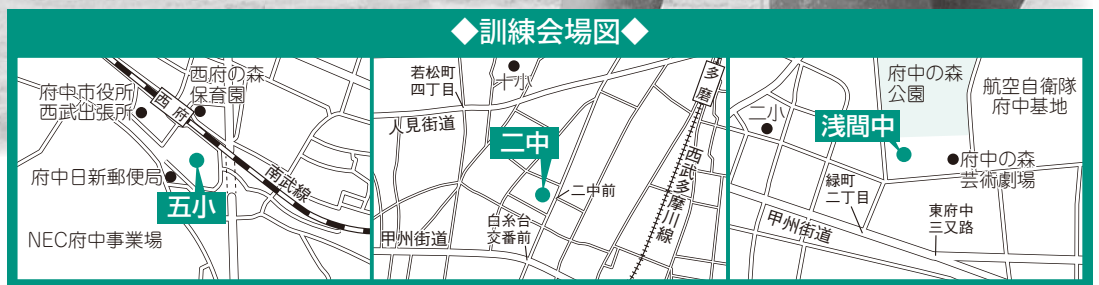 ◆訓練会場図◆
西府の森
保育園
府中市役所
西武出張所
西府
府中日新郵便局
五小
南武線
NEC府中事業場
若松町
四丁目
十小
多磨
人見街道
二中
西武多摩川線
二中前
白糸台
交番前
甲州街道
府中の森
公園
航空自衛隊
府中基地
二小
浅間中
府中の森
芸術劇場
緑町
二丁目
甲州街道
東府中
三又路